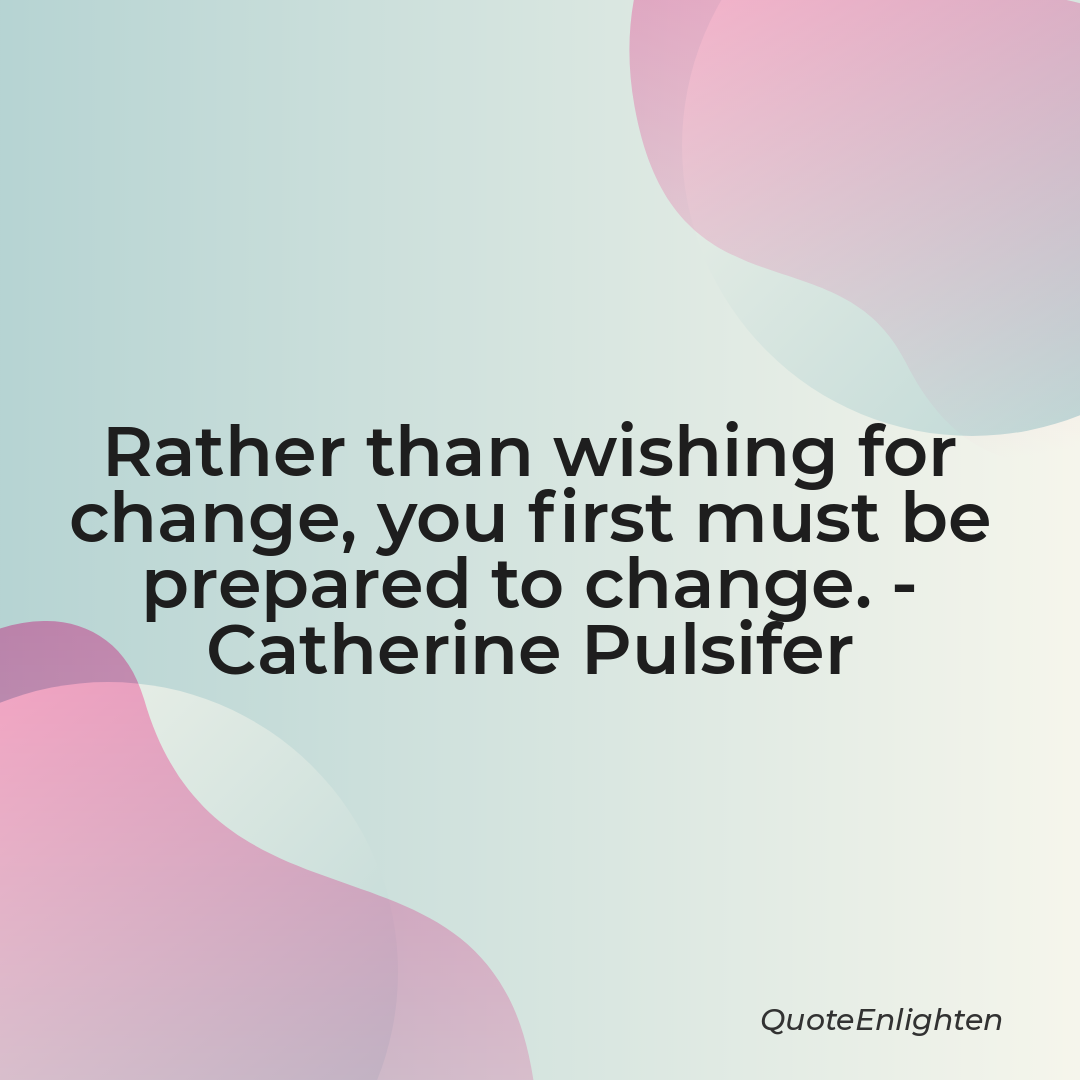 Rather than wishing for
change, you first must be
prepared to change. -
Catherine Pulsifer
QuoteEnlighten